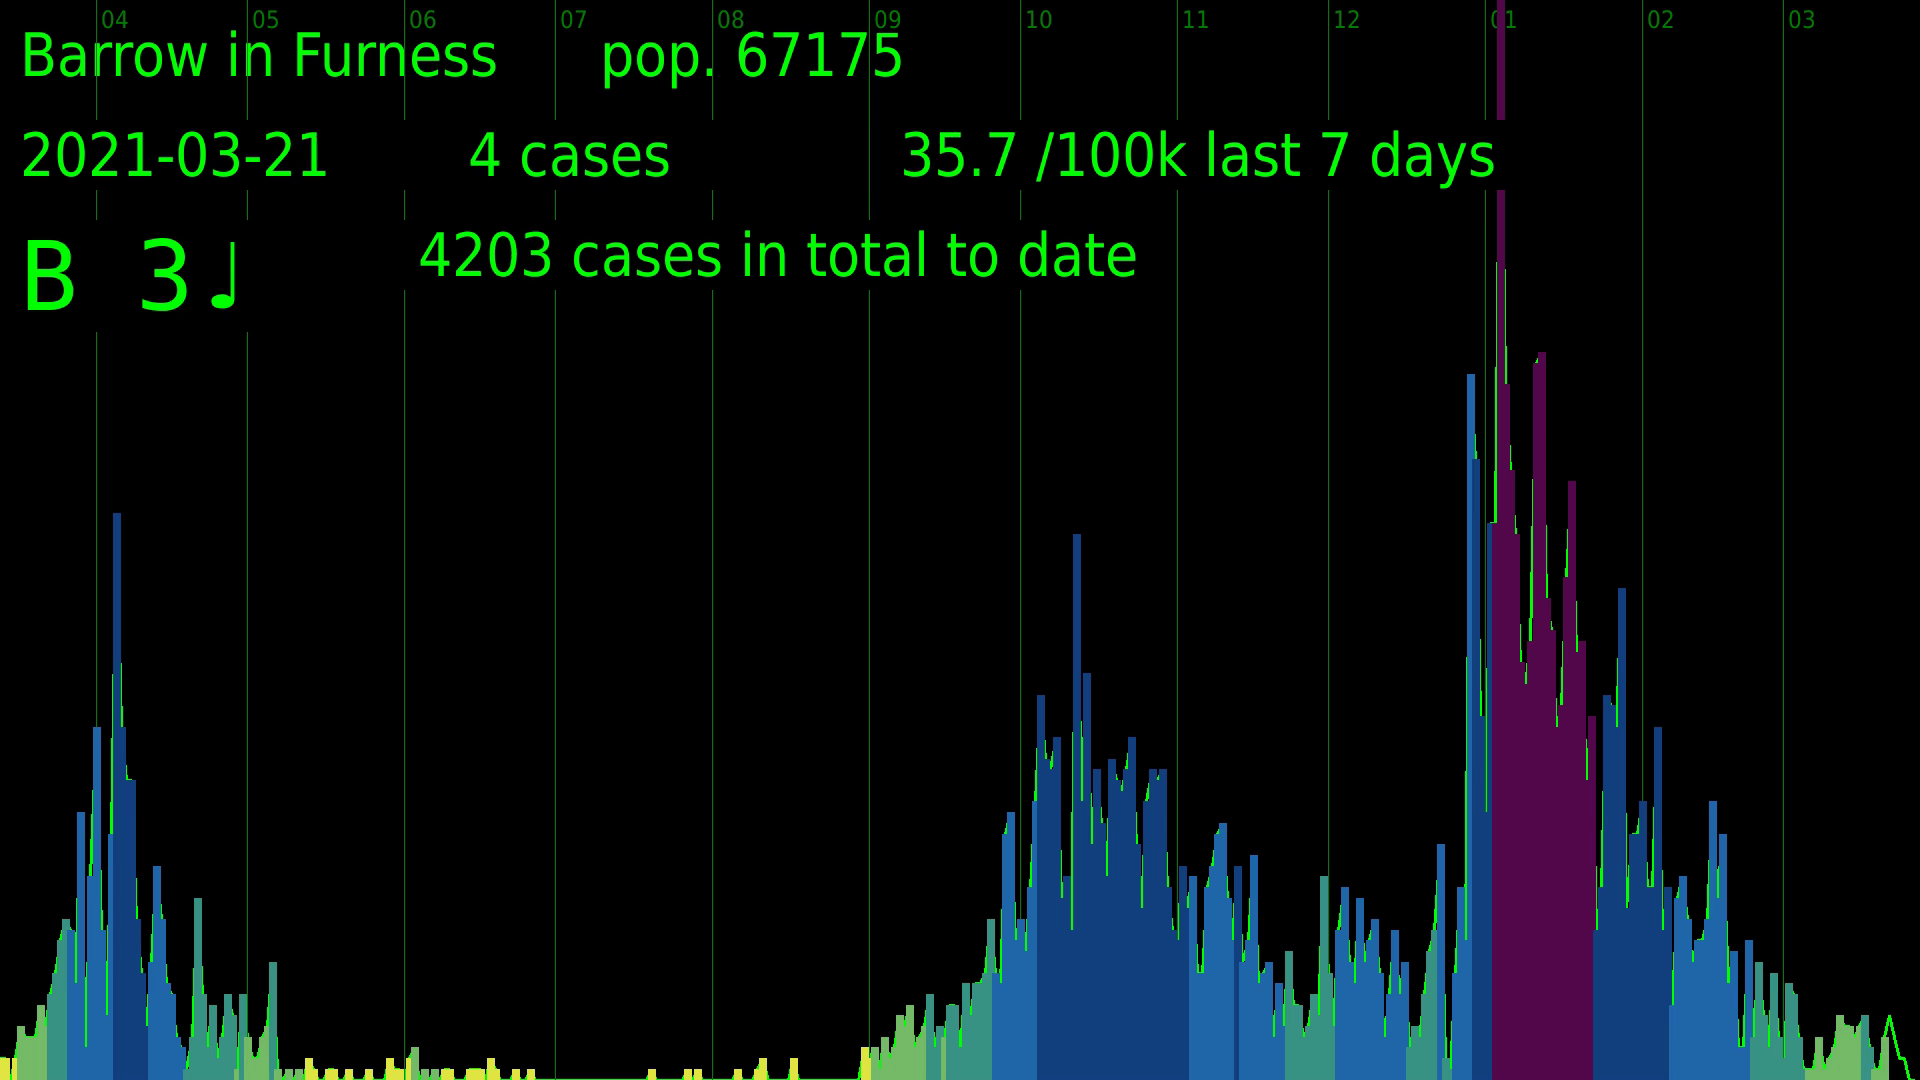 04 05 06 07 08 09 10 11 12 01 02 03
Barrow in Furness pop. 67175
2021-03-21 4 cases 35.7 /100k last 7 days
B 3♩ 4203 cases in total to date